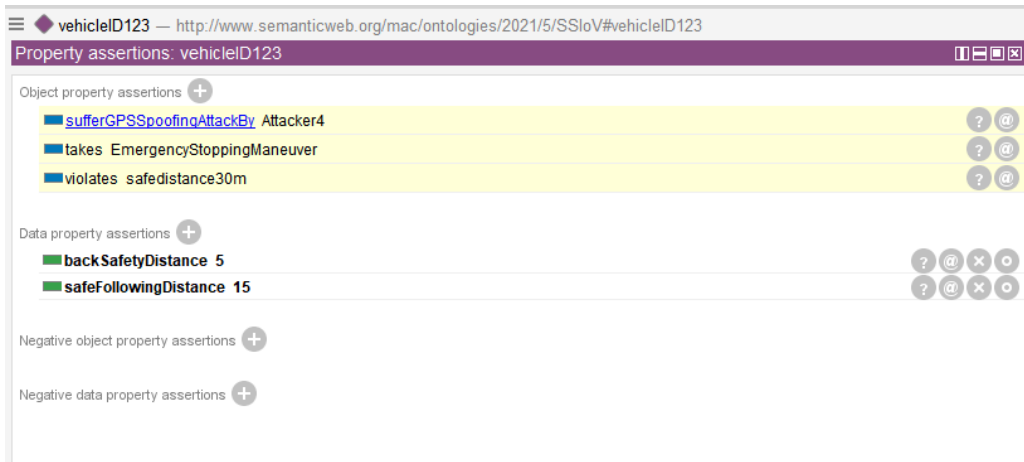 vehicleID123 — http://www.semanticweb.org/mac/ontologies/2021/5/SSIoV#vehicleID123
Property assertions: vehicleID123
Object property assertions
sufferGPSSpoofingAttackBy Attacker4
takes EmergencyStoppingManeuver
violates safedistance30m
Data property assertions
backSafetyDistance 5
safeFollowingDistance 15
Negative object property assertions
Negative data property assertions